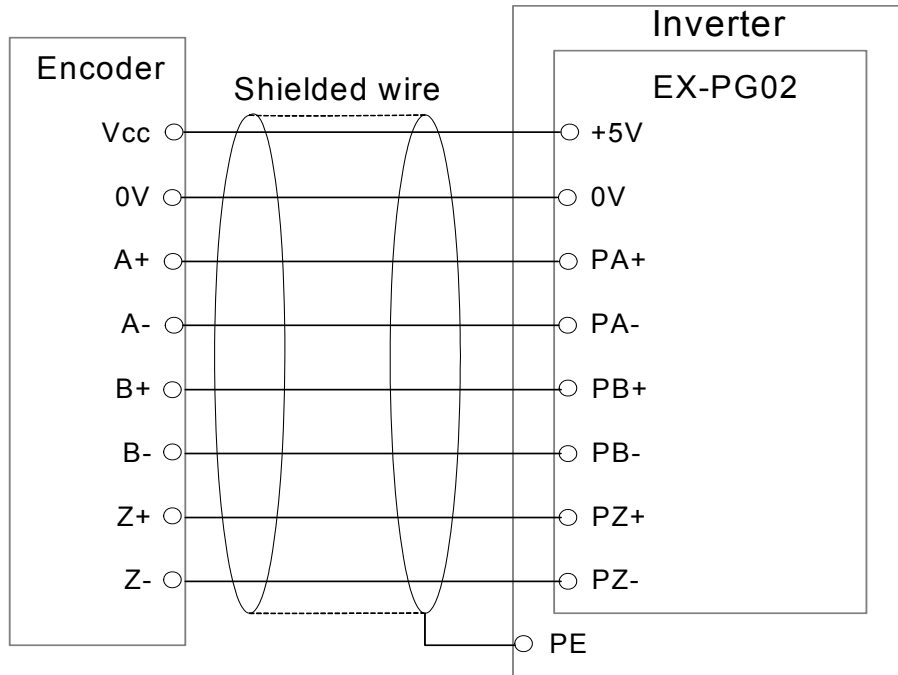 Inverter
Encoder
EX-PG02
Shielded wire
Vcc +5V
0V 0V
A+ PA+
A- PA-
B+ PB+
B- PB-
Z+ PZ+
Z- PZ-
PE